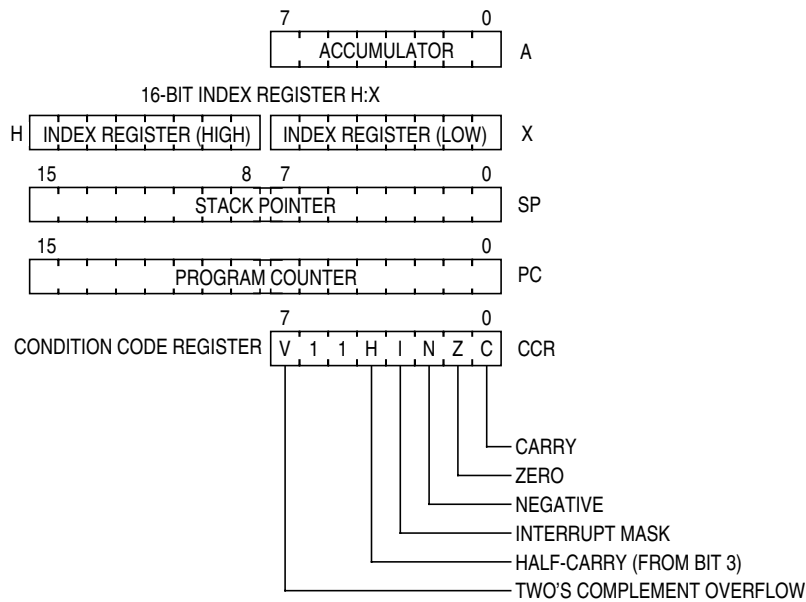 7 0
ACCUMULATOR A
16-BIT INDEX REGISTER H:X
H INDEX REGISTER (HIGH) INDEX REGISTER (LOW) X
15 8 7 0
STACK POINTER SP
15 0
PROGRAM COUNTER PC
7 0
CONDITION CODE REGISTER V 1 1 H I N Z C CCR
CARRY
ZERO
NEGATIVE
INTERRUPT MASK
HALF-CARRY (FROM BIT 3)
TWO'S COMPLEMENT OVERFLOW